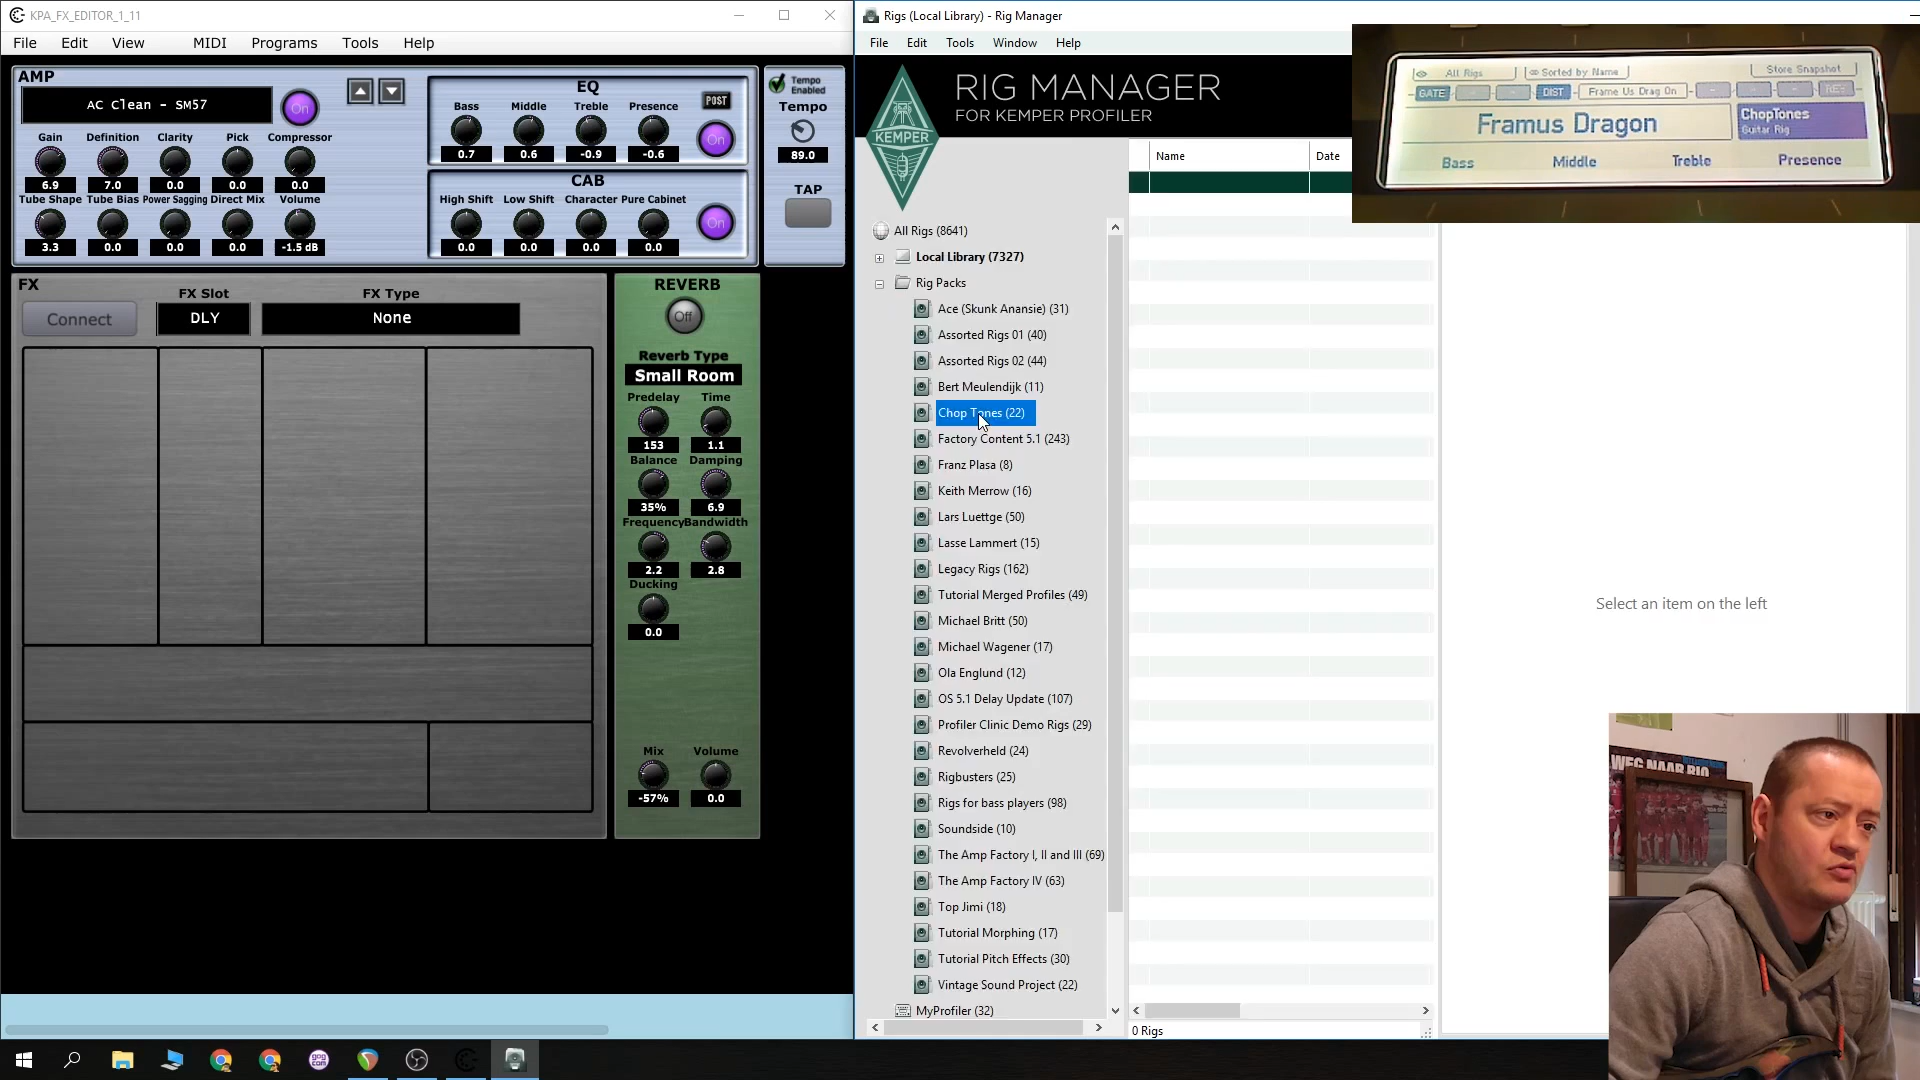 KPA_FX_EDITOR_1_11
File Edit View MIDI Programs Tools Help
AMP
AC Clean - SM57
On
Gain Definition Clarity Pick Compressor
6.9 7.0 0.0 0.0 0.0
Tube Shape Tube Bias Power Sagging Direct Mix Volume
3.3 0.0 0.0 0.0 -1.5 dB
EQ
POST
Bass Middle Treble Presence
On
0.7 0.6 -0.9 -0.6
CAB
High Shift Low Shift Character Pure Cabinet
On
0.0 0.0 0.0 0.0
Tempo Enabled
Tempo
89.0
TAP
FX
FX Slot FX Type
Connect DLY None
REVERB
Off
Reverb Type
Small Room
Predelay Time
153 1.1
Balance Damping
35% 6.9
Frequency Bandwidth
2.2 2.8
Ducking
0.0
Mix Volume
-57% 0.0
Rigs (Local Library) - Rig Manager
File Edit Tools Window Help
RIG MANAGER
FOR KEMPER PROFILER
KEMPER
All Rigs (8641)
Local Library (7327)
Rig Packs
Ace (Skunk Anansie) (31)
Assorted Rigs 01 (40)
Assorted Rigs 02 (44)
Bert Meulendijk (11)
Chop Tones (22)
Factory Content 5.1 (243)
Franz Plasa (8)
Keith Merrow (16)
Lars Luettge (50)
Lasse Lammert (15)
Legacy Rigs (162)
Tutorial Merged Profiles (49)
Michael Britt (50)
Michael Wagener (17)
Ola Englund (12)
OS 5.1 Delay Update (107)
Profiler Clinic Demo Rigs (29)
Revolverheld (24)
Rigbusters (25)
Rigs for bass players (98)
Soundside (10)
The Amp Factory I, II and III (69)
The Amp Factory IV (63)
Top Jimi (18)
Tutorial Morphing (17)
Tutorial Pitch Effects (30)
Vintage Sound Project (22)
MyProfiler (32)
Name Date
0 Rigs
Select an item on the left
All Rigs Sorted by Name Store Snapshot
GATE DIST Frame Us Drag On
Framus Dragon
ChopTones
Guitar Rig
Bass Middle Treble Presence
WEG NAAR RIO